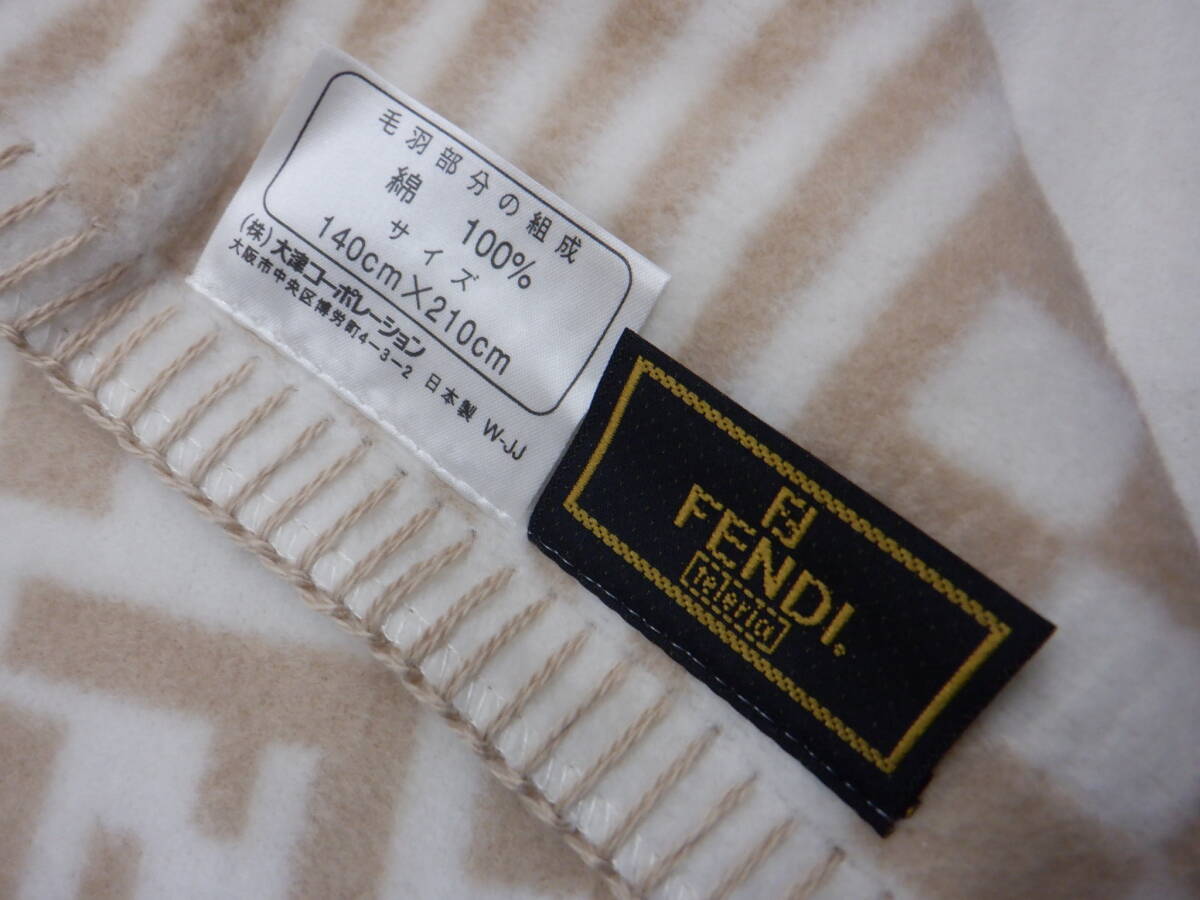 毛羽部分の組成
綿 100%
サイズ
140cm×210cm
(株)大津コーポレーション
大阪市中央区博労町4-3-2 日本製 W-JJ
FENDI.
teleria